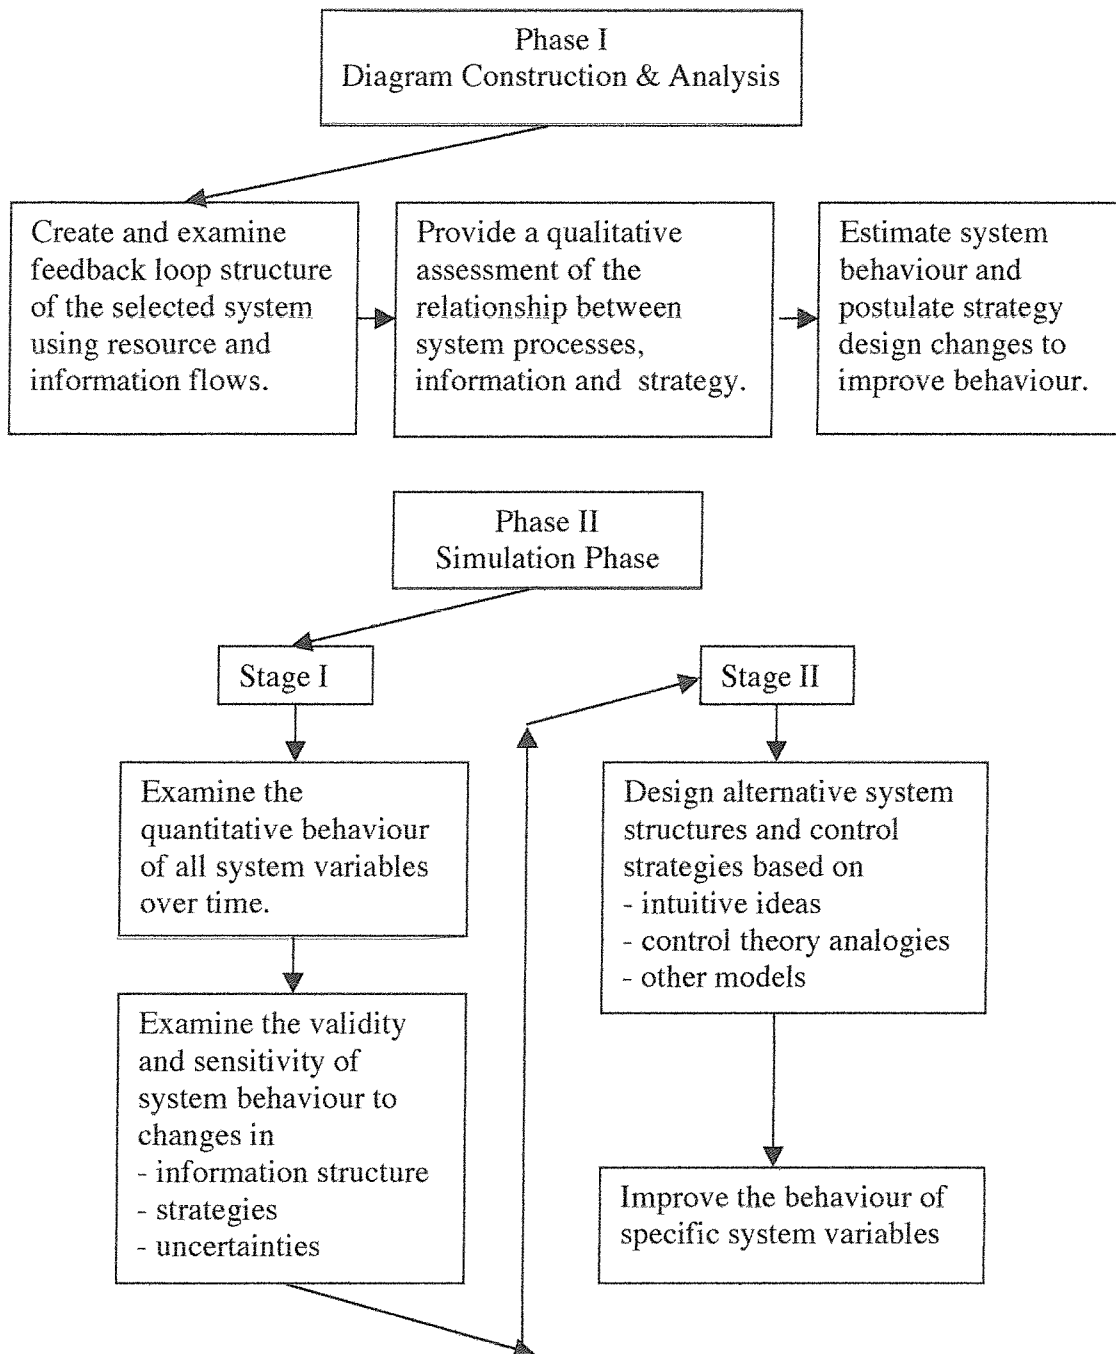 Phase I
Diagram Construction & Analysis
Create and examine
feedback loop structure
of the selected system
using resource and
information flows.
Provide a qualitative
assessment of the
relationship between
system processes,
information and strategy.
Estimate system
behaviour and
postulate strategy
design changes to
improve behaviour.
Phase II
Simulation Phase
Stage I
Examine the
quantitative behaviour
of all system variables
over time.
Examine the validity
and sensitivity of
system behaviour to
changes in
- information structure
- strategies
- uncertainties
Stage II
Design alternative system
structures and control
strategies based on
- intuitive ideas
- control theory analogies
- other models
Improve the behaviour of
specific system variables